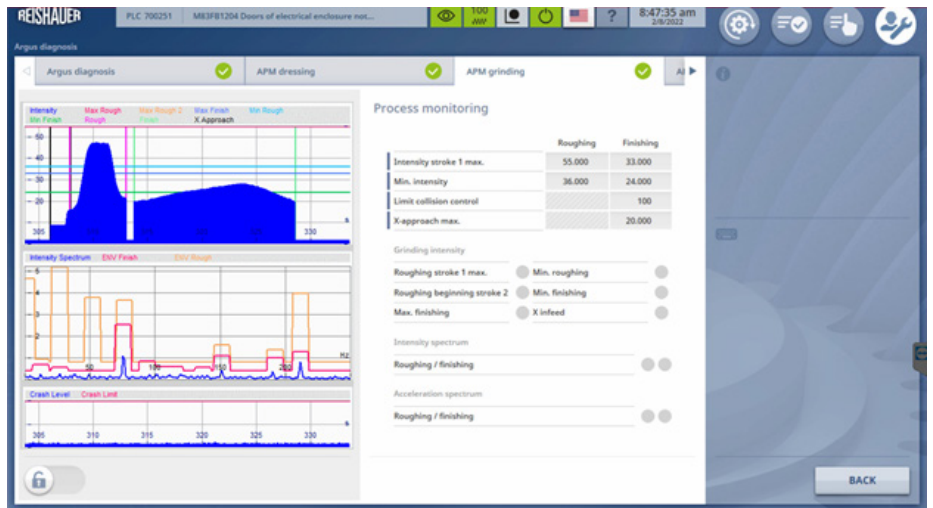 REISHAUER
PLC 700251 M83FB1204 Doors of electrical enclosure not... 100 ? 8:47:35 am
2/8/2022
Argus diagnosis
Argus diagnosis APM dressing APM grinding
Intensity Max Rough Max Rough 2 Max Finish Min Rough
Min Finish Rough Finish X Approach
50
40
30
20
s
305 330
Intensity Spectrum ENV Finish ENV Rough
5
4
3
2
Hz
50 100 150 200
Crash Level Crash Limit
s
305 310 315 320 325 330
Process monitoring
Roughing Finishing
Intensity stroke 1 max. 55.000 33.000
Min. intensity 36.000 24.000
Limit collision control 100
X-approach max. 20.000
Grinding intensity
Roughing stroke 1 max. Min. roughing
Roughing beginning stroke 2 Min. finishing
Max. finishing X infeed
Intensity spectrum
Roughing / finishing
Acceleration spectrum
Roughing / finishing
BACK